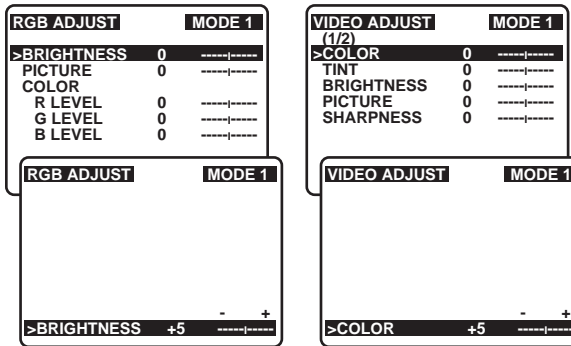 RGB ADJUST MODE 1
>BRIGHTNESS 0 -----|-----
PICTURE 0 -----|-----
COLOR
R LEVEL 0 -----|-----
G LEVEL 0 -----|-----
B LEVEL 0 -----|-----
RGB ADJUST MODE 1
- +
>BRIGHTNESS +5 -----|-----
VIDEO ADJUST MODE 1
(1/2)
>COLOR 0 -----|-----
TINT 0 -----|-----
BRIGHTNESS 0 -----|-----
PICTURE 0 -----|-----
SHARPNESS 0 -----|-----
VIDEO ADJUST MODE 1
- +
>COLOR +5 -----|-----